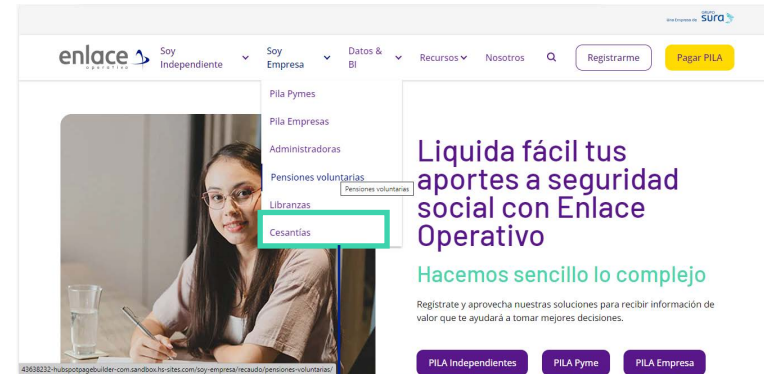 Una Empresa de
GRUPO
sura
enlace
operativo
Soy Independiente
Soy Empresa
Datos & BI
Recursos
Nosotros
Registrarme
Pagar PILA
Pila Pymes
Pila Empresas
Administradoras
Pensiones voluntarias
Pensiones voluntarias
Libranzas
Cesantías
Liquida fácil tus
aportes a seguridad
social con Enlace
Operativo
Hacemos sencillo lo complejo
Regístrate y aprovecha nuestras soluciones para recibir información de
valor que te ayudará a tomar mejores decisiones.
PILA Independientes
PILA Pyme
PILA Empresa
43638232-hubspotpagebuilder-com.sandbox.hs-sites.com/soy-empresa/recaudo/pensiones-voluntarias/